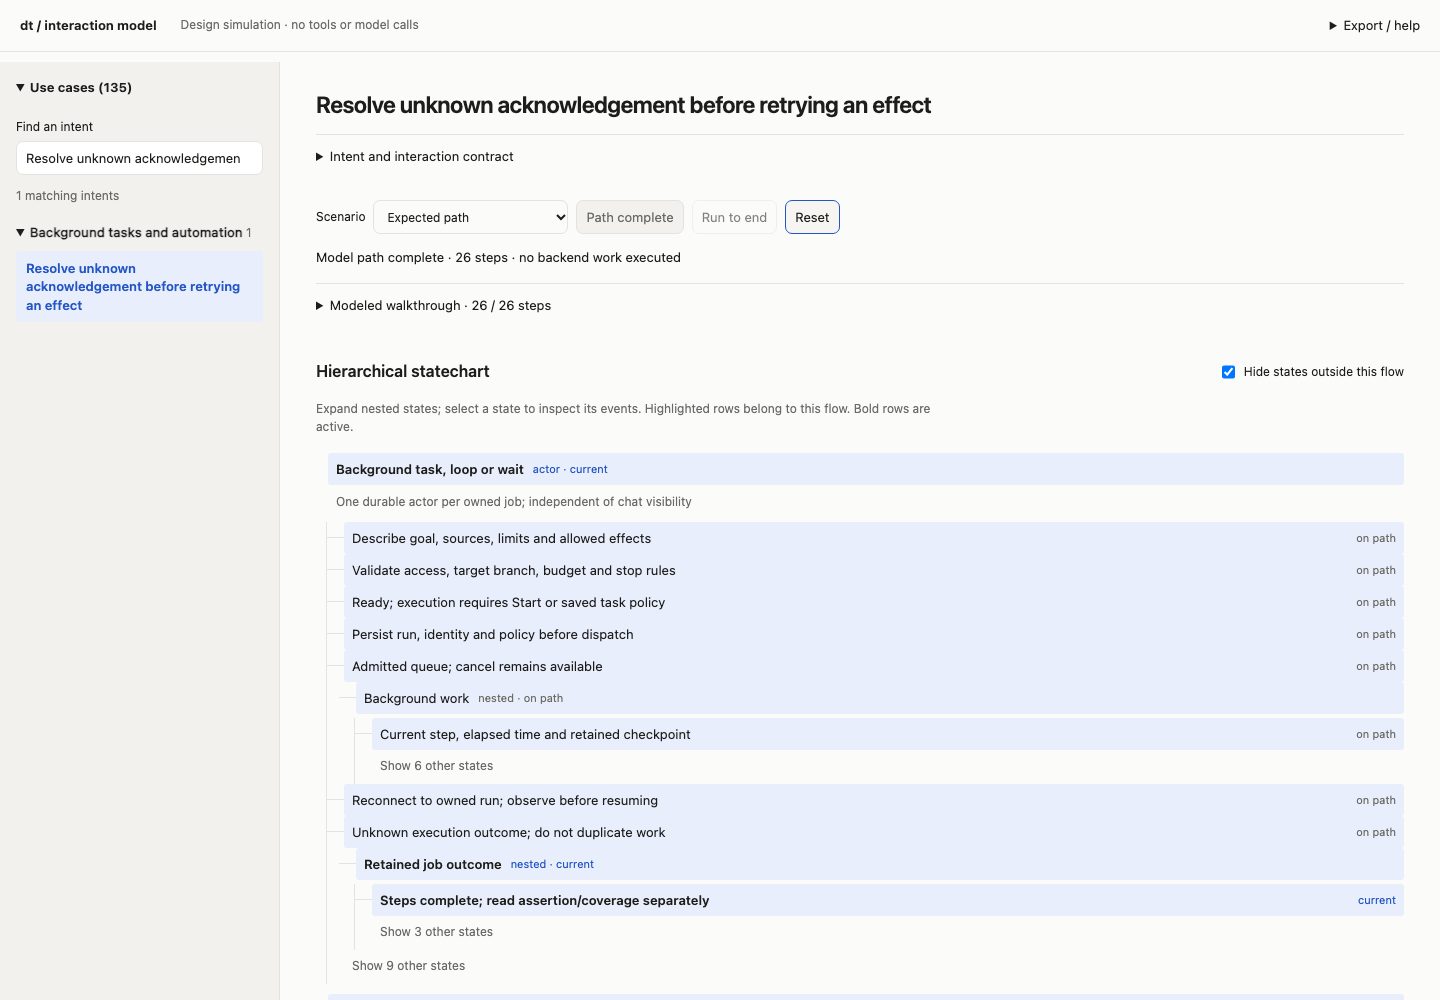 dt / interaction model
Design simulation · no tools or model calls
Export / help
Use cases (135)
Find an intent
Resolve unknown acknowledgemen
1 matching intents
Background tasks and automation 1
Resolve unknown
acknowledgement before retrying
an effect
Resolve unknown acknowledgement before retrying an effect
Intent and interaction contract
Scenario
Expected path
Path complete
Run to end
Reset
Model path complete · 26 steps · no backend work executed
Modeled walkthrough · 26 / 26 steps
Hierarchical statechart
Hide states outside this flow
Expand nested states; select a state to inspect its events. Highlighted rows belong to this flow. Bold rows are
active.
Background task, loop or wait actor · current
One durable actor per owned job; independent of chat visibility
Describe goal, sources, limits and allowed effects on path
Validate access, target branch, budget and stop rules on path
Ready; execution requires Start or saved task policy on path
Persist run, identity and policy before dispatch on path
Admitted queue; cancel remains available on path
Background work nested · on path
Current step, elapsed time and retained checkpoint on path
Show 6 other states
Reconnect to owned run; observe before resuming on path
Unknown execution outcome; do not duplicate work on path
Retained job outcome nested · current
Steps complete; read assertion/coverage separately current
Show 3 other states
Show 9 other states